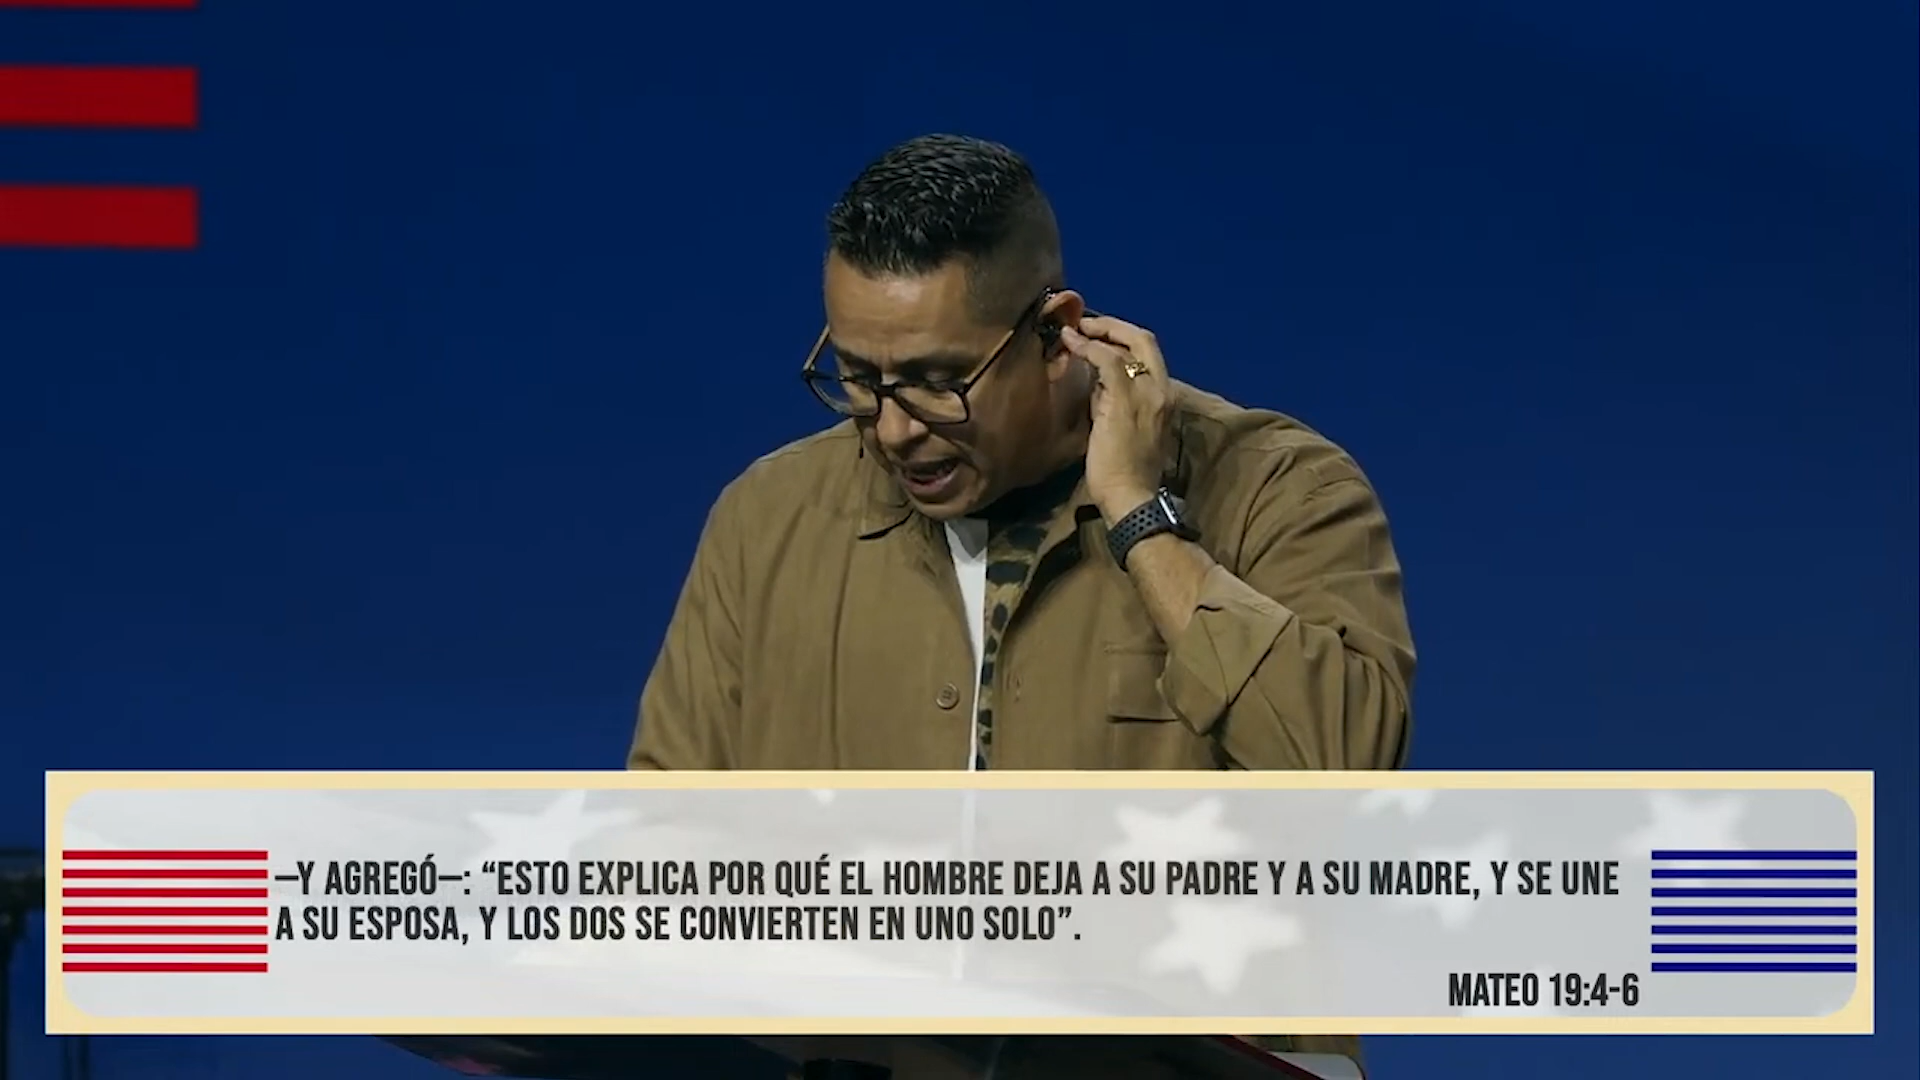 —Y AGREGÓ—: “ESTO EXPLICA POR QUÉ EL HOMBRE DEJA A SU PADRE Y A SU MADRE, Y SE UNE
A SU ESPOSA, Y LOS DOS SE CONVIERTEN EN UNO SOLO”.
MATEO 19:4-6